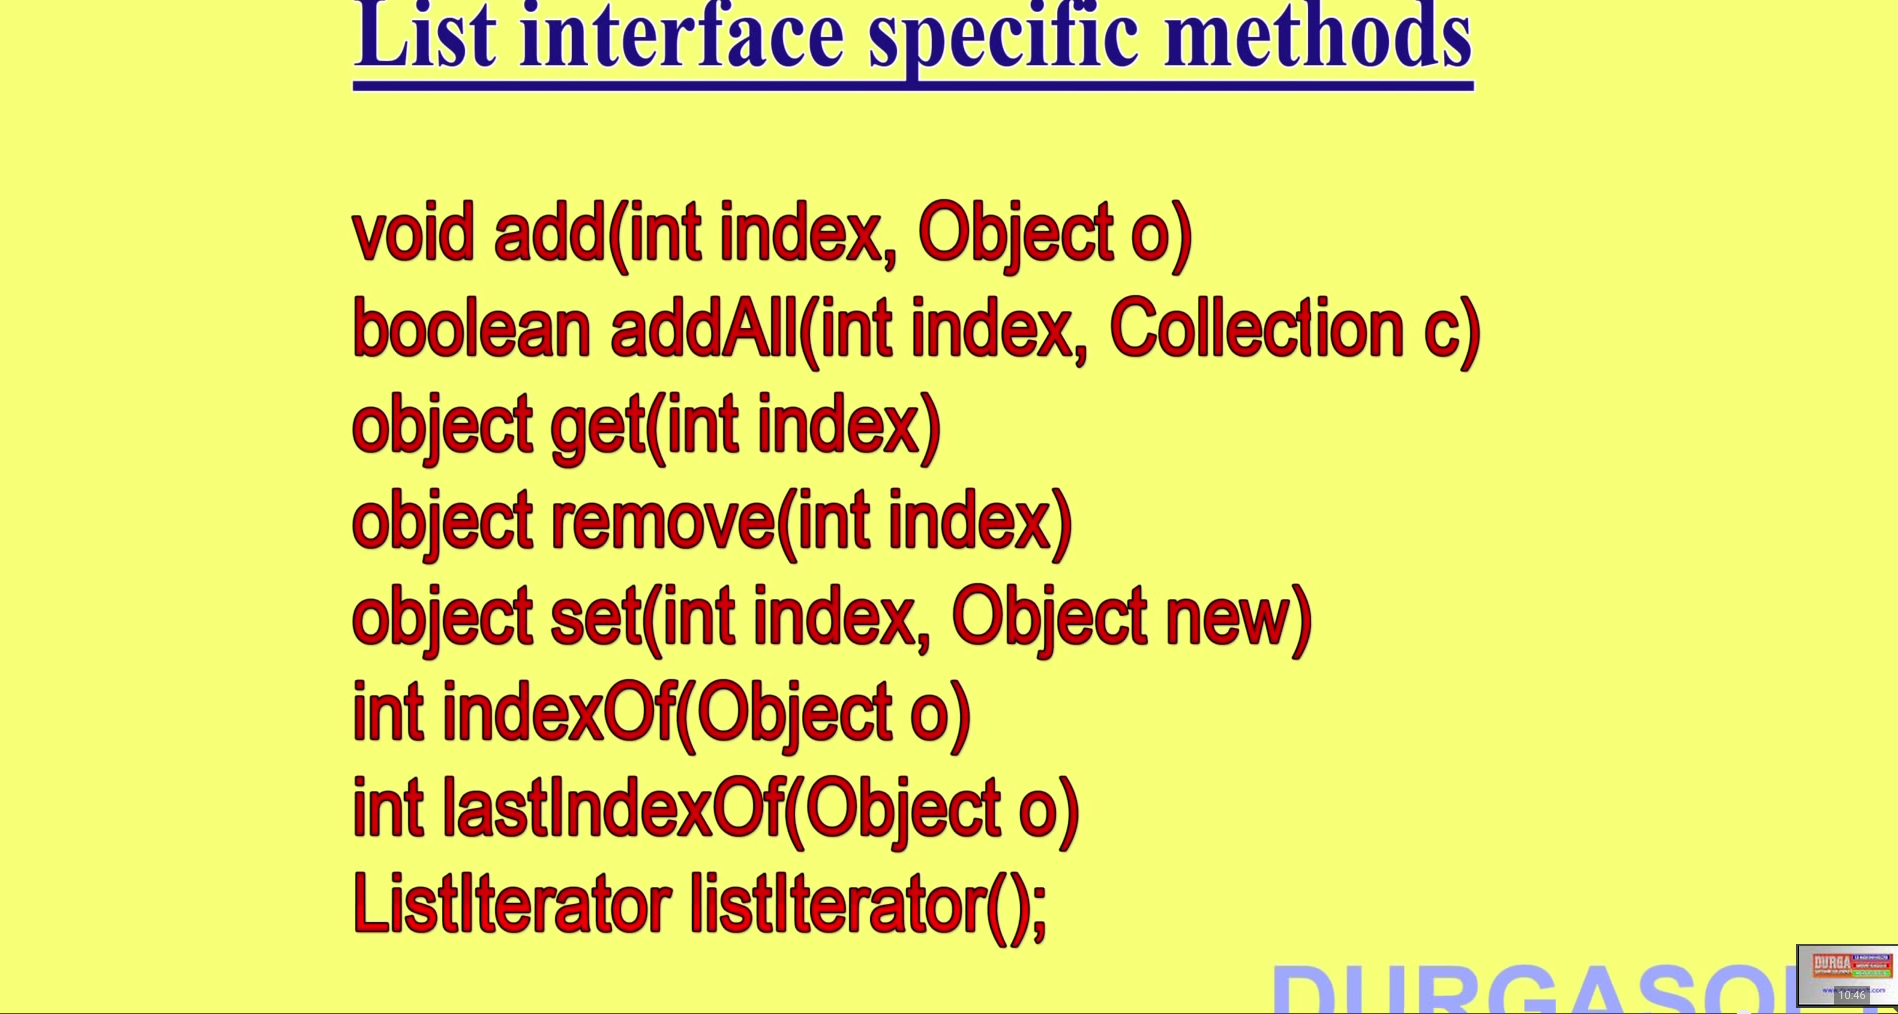 List interface specific methods
void add(int index, Object o)
boolean addAll(int index, Collection c)
object get(int index)
object remove(int index)
object set(int index, Object new)
int indexOf(Object o)
int lastIndexOf(Object o)
ListIterator listIterator();
DURGA
10:46